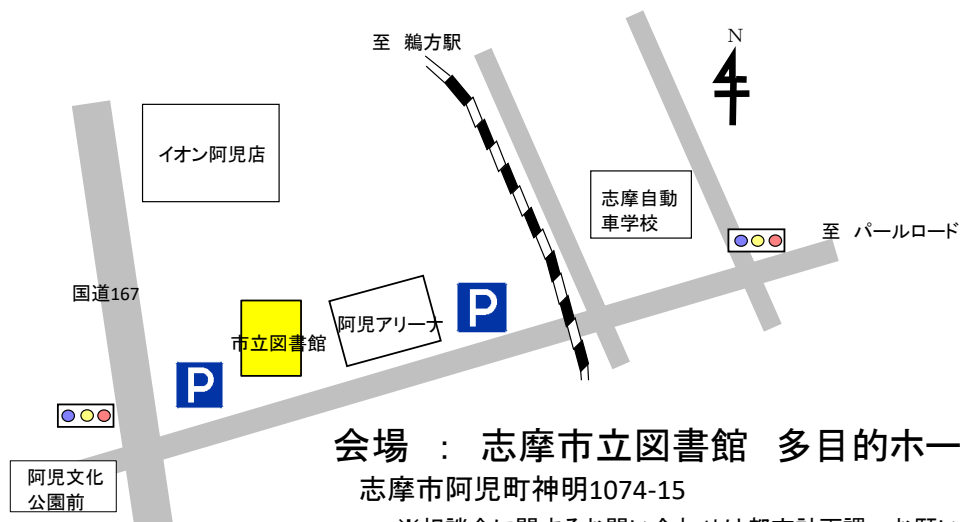 至 鵜方駅
N
イオン阿児店
志摩自動
車学校
至 パールロード
国道167
P
阿児アリーナ
市立図書館
P
阿児文化
公園前
会場 : 志摩市立図書館 多目的ホー
志摩市阿児町神明1074-15